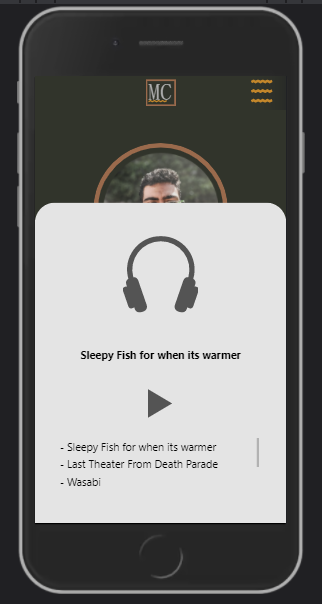 MC
Sleepy Fish for when its warmer
- Sleepy Fish for when its warmer
- Last Theater From Death Parade
- Wasabi